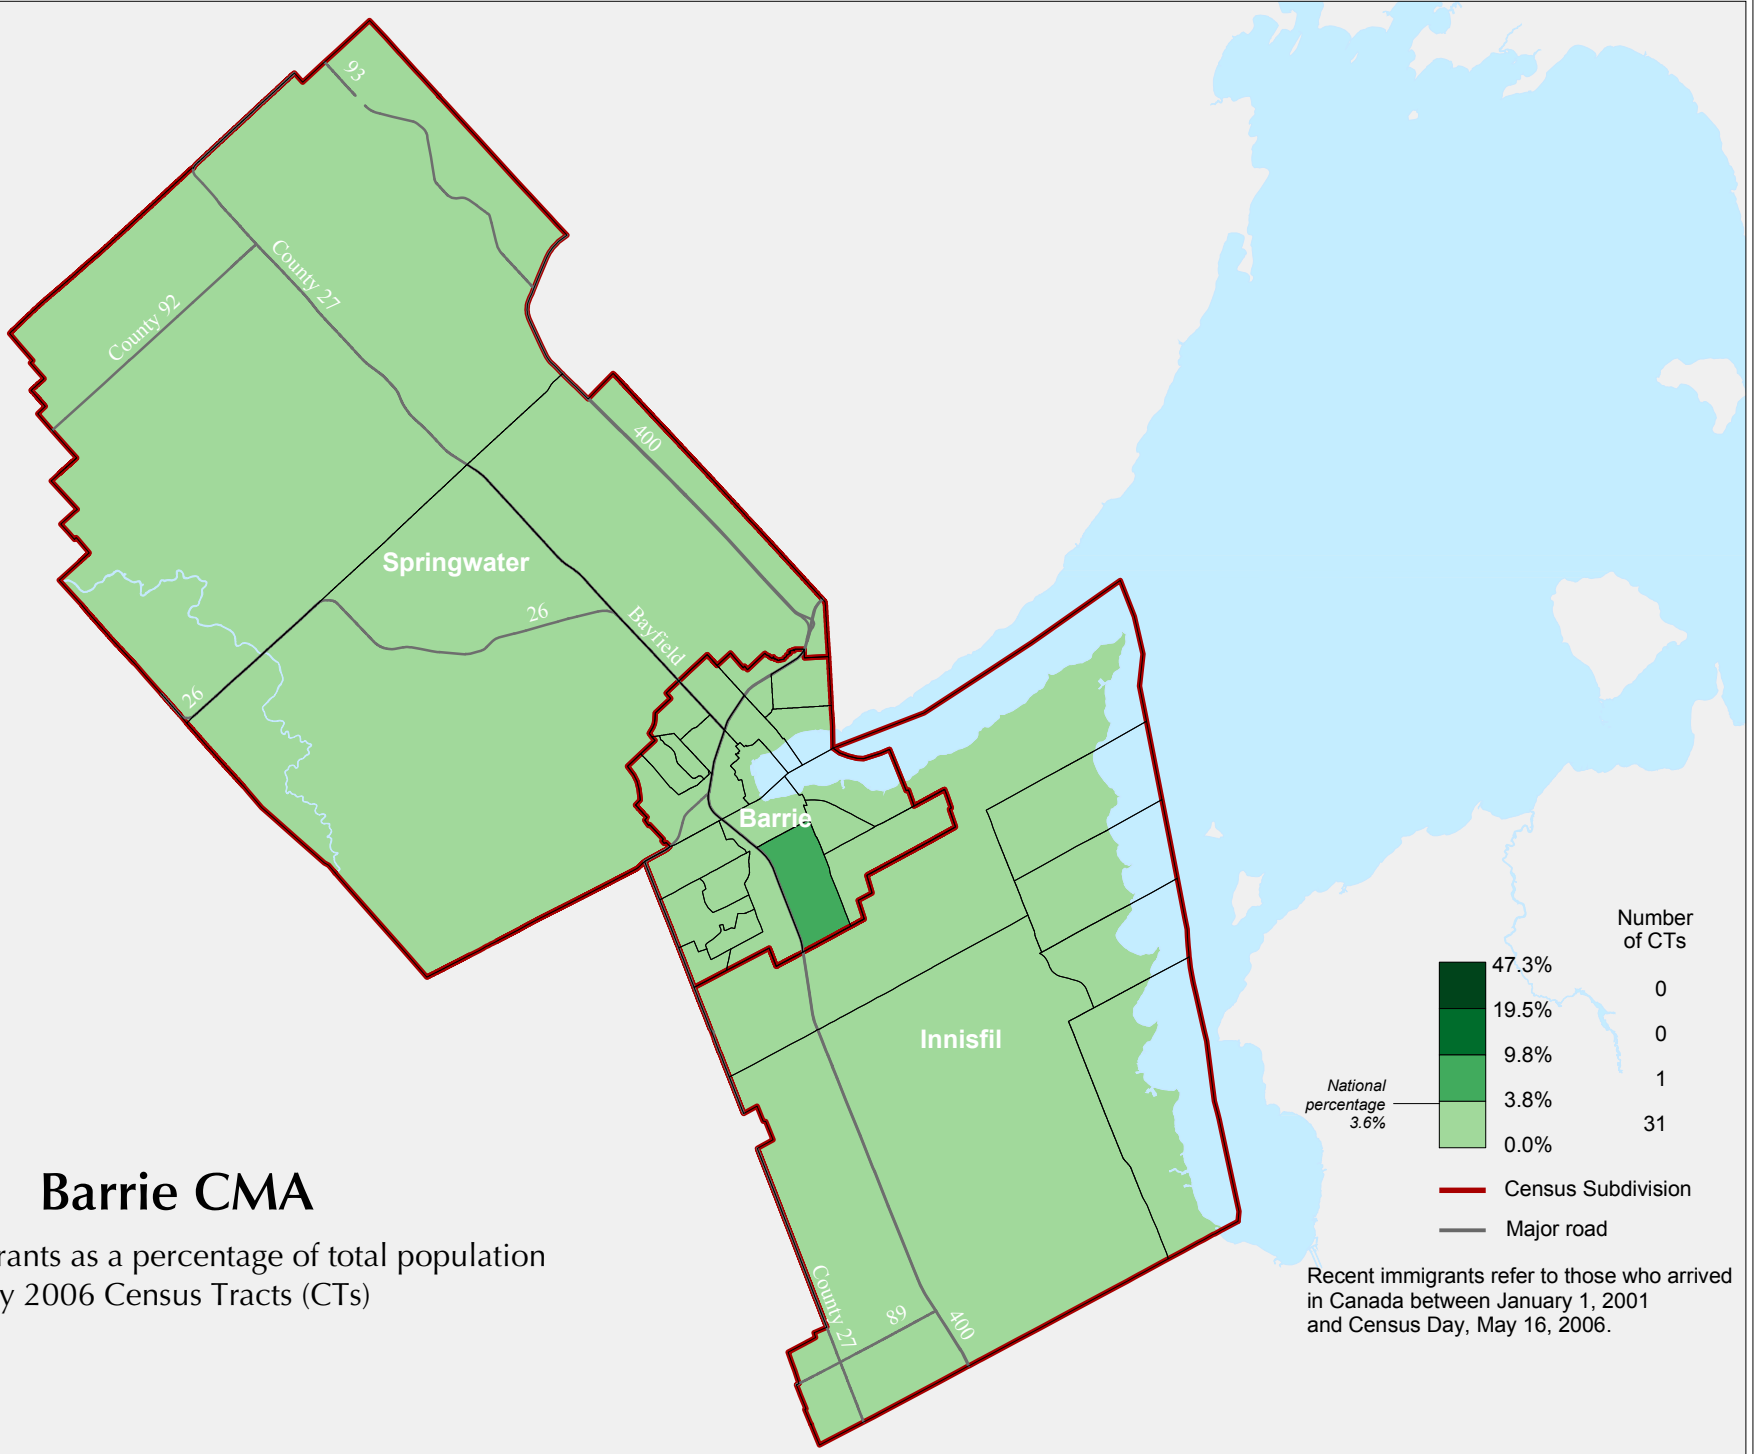 93
County 27
County 92
400
Springwater
26
Bayfield
26
Barrie
Innisfil
County 27
89
400
Number
of CTs
47.3%
0
19.5%
0
9.8%
1
National
percentage
3.6%
3.8%
31
0.0%
Census Subdivision
Major road
Recent immigrants refer to those who arrived
in Canada between January 1, 2001
and Census Day, May 16, 2006.
Barrie CMA
rants as a percentage of total population
y 2006 Census Tracts (CTs)